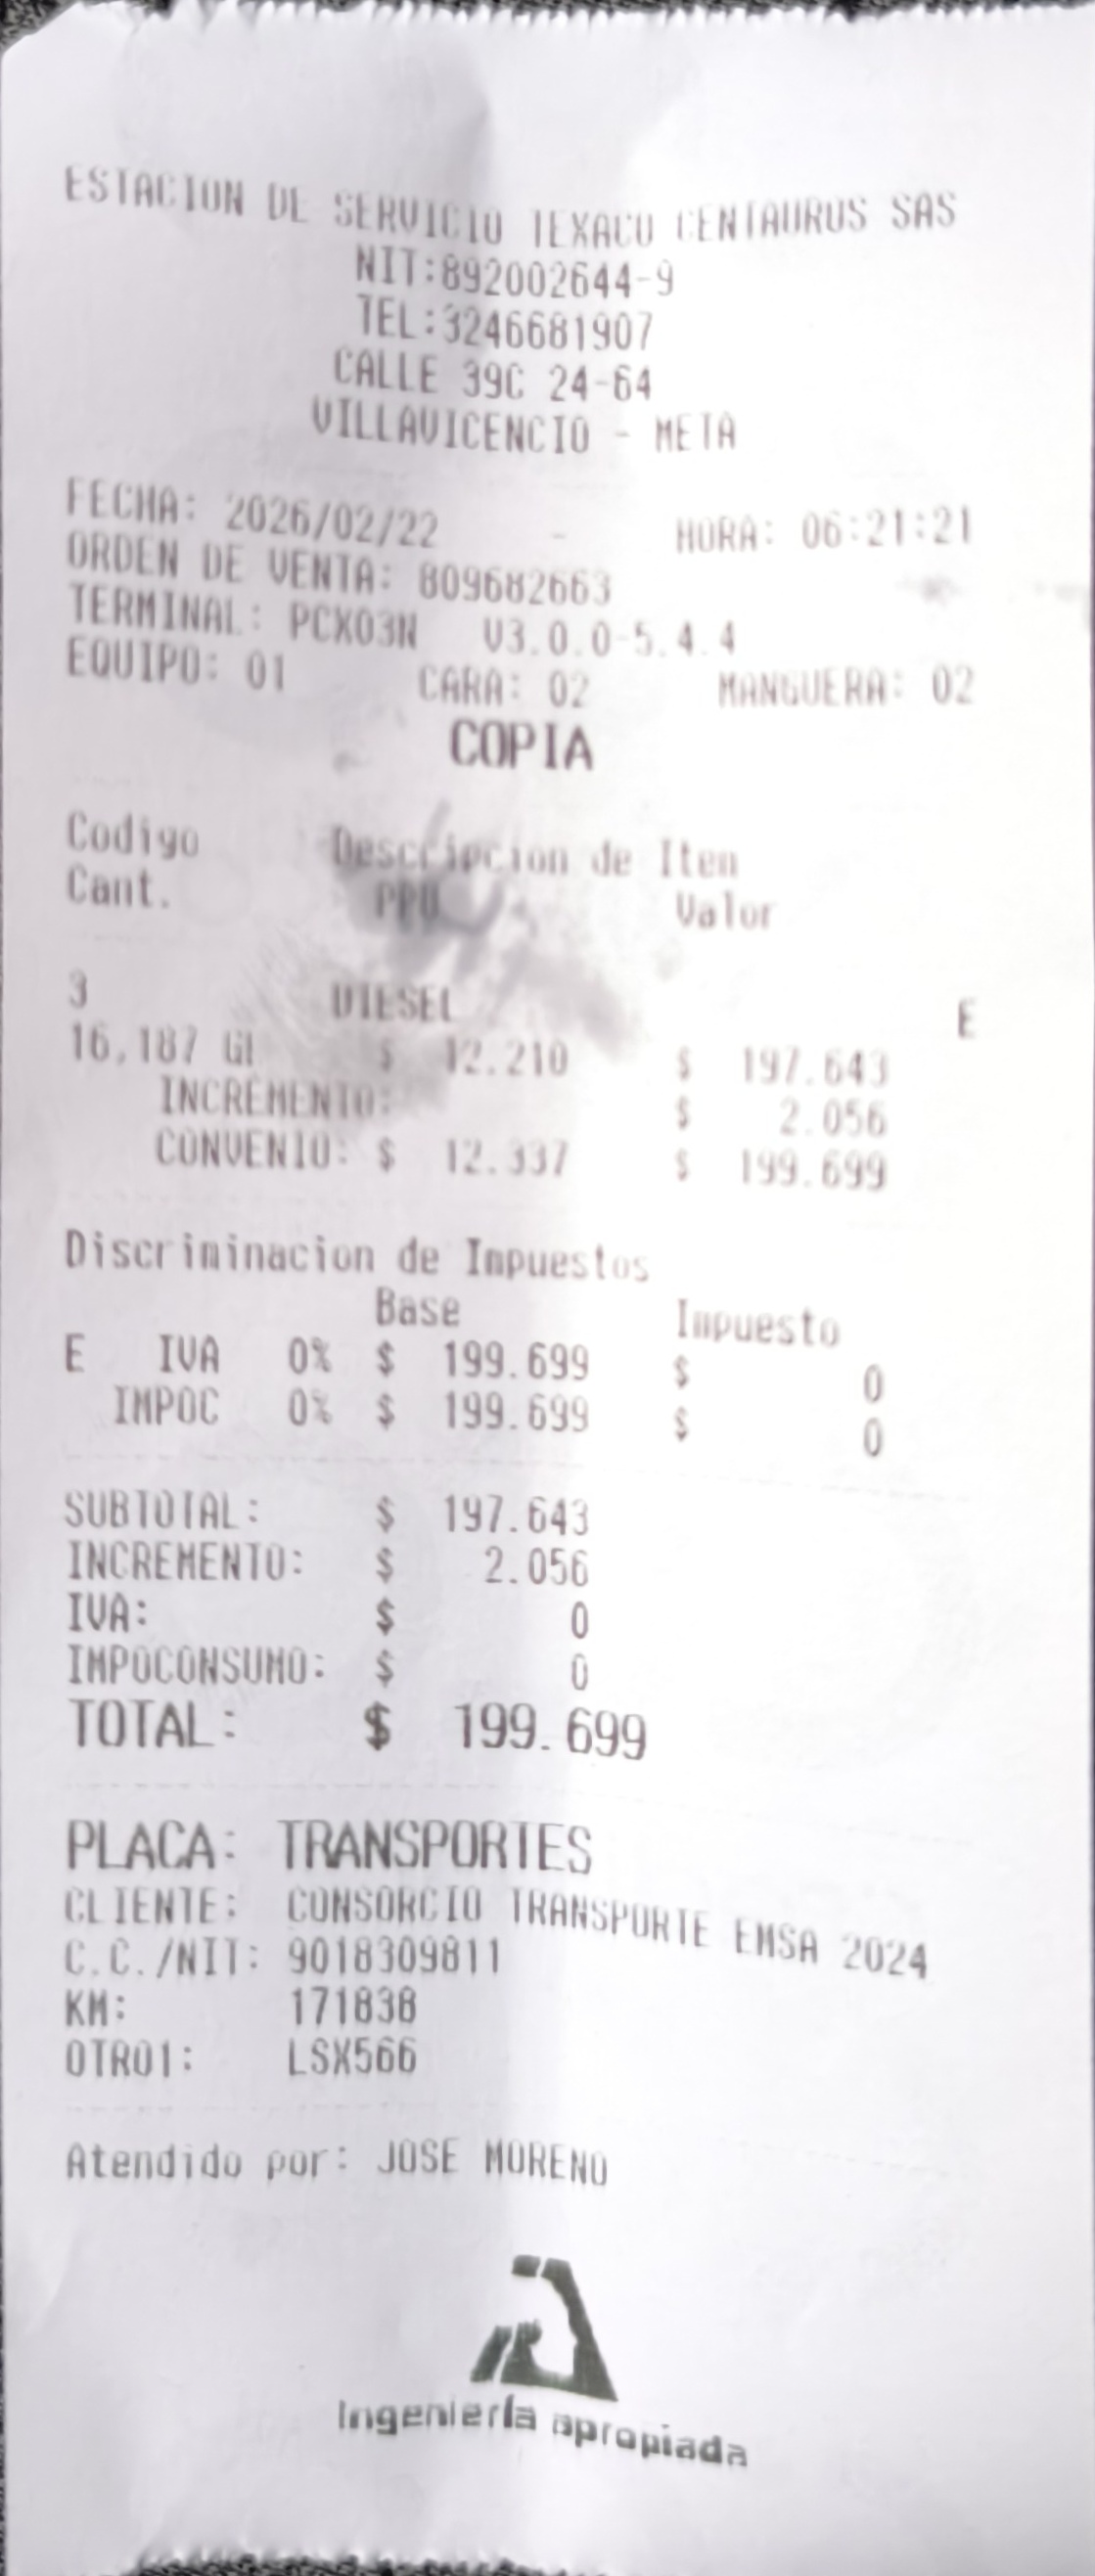 ESTACION DE SERVICIO TEXACO CENTAUROS SAS
NIT:892002644-9
TEL:3246681907
CALLE 39C 24-64
VILLAVICENCIO - META
FECHA: 2026/02/22 - HORA: 06:21:21
ORDEN DE VENTA: 809682663
TERMINAL: PCX03N V3.0.0-5.4.4
EQUIPO: 01 CARA: 02 MANGUERA: 02
COPIA
Codigo Descripcion de Item
Cant. PPU Valor
3 DIESEL E
16,187 Gl $ 12.210 $ 197.643
INCREMENTO: $ 2.056
CONVENIO: $ 12.337 $ 199.699
Discriminacion de Impuestos
Base Impuesto
E IVA 0% $ 199.699 $ 0
IMPOC 0% $ 199.699 $ 0
SUBTOTAL: $ 197.643
INCREMENTO: $ 2.056
IVA: $ 0
IMPOCONSUMO: $ 0
TOTAL: $ 199.699
PLACA: TRANSPORTES
CLIENTE: CONSORCIO TRANSPORTE EMSA 2024
C.C./NIT: 9018309811
KM: 171838
OTRO1: LSX566
Atendido por: JOSE MORENO
Ingeniería apropiada